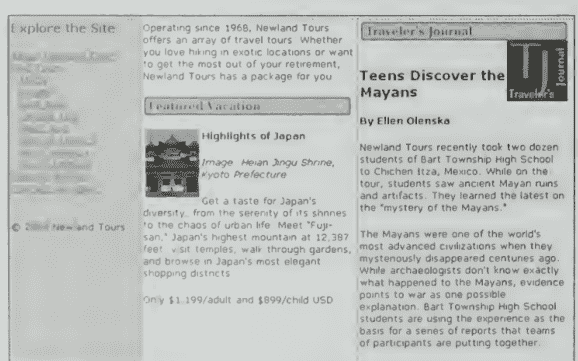 Explore the Site
© Newland Tours
Operating since 1968, Newland Tours
offers an array of travel tours. Whether
you love hiking in exotic locations or want
to get the most out of your retirement,
Newland Tours has a package for you
Featured Vacation
Highlights of Japan
Image: Heian Jingu Shrine,
Kyoto Prefecture
Get a taste for Japan's
diversity, from the serenity of its shrines
to the chaos of urban life. Meet "Fuji-
san," Japan's highest mountain at 12,387
feet, visit temples, walk through gardens,
and browse in Japan's most elegant
shopping districts
Only $1,199/adult and $899/child USD
Traveler's Journal
TJ
Traveler's
Journal
Teens Discover the
Mayans
By Ellen Olenska
Newland Tours recently took two dozen
students of Bart Township High School
to Chichen Itza, Mexico. While on the
tour, students saw ancient Mayan ruins
and artifacts. They learned the latest on
the "mystery of the Mayans."
The Mayans were one of the world's
most advanced civilizations when they
mysteriously disappeared centuries ago.
While archaeologists don't know exactly
what happened to the Mayans, evidence
points to war as one possible
explanation. Bart Township High School
students are using the experience as the
basis for a series of reports that teams
of participants are putting together.